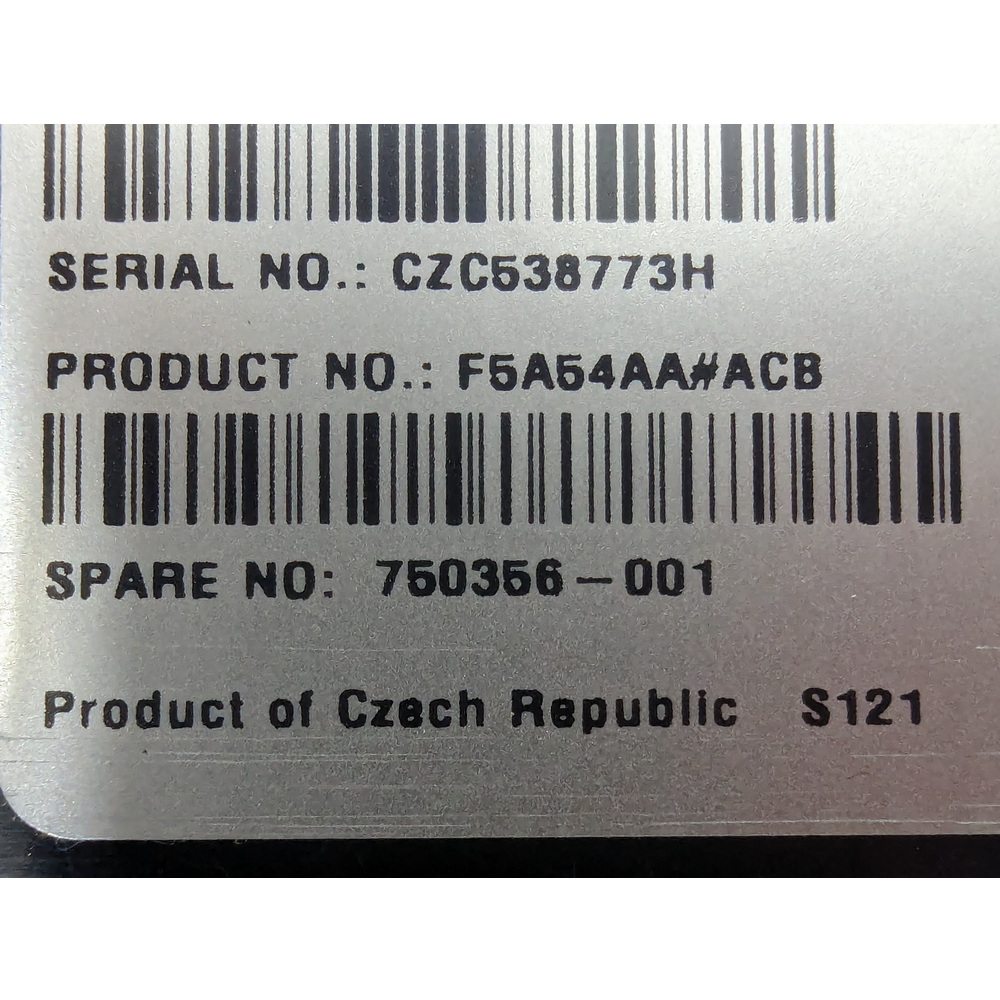 SERIAL NO.: CZC538773H
PRODUCT NO.: F5A54AA#ACB
SPARE NO: 750356-001
Product of Czech Republic S121